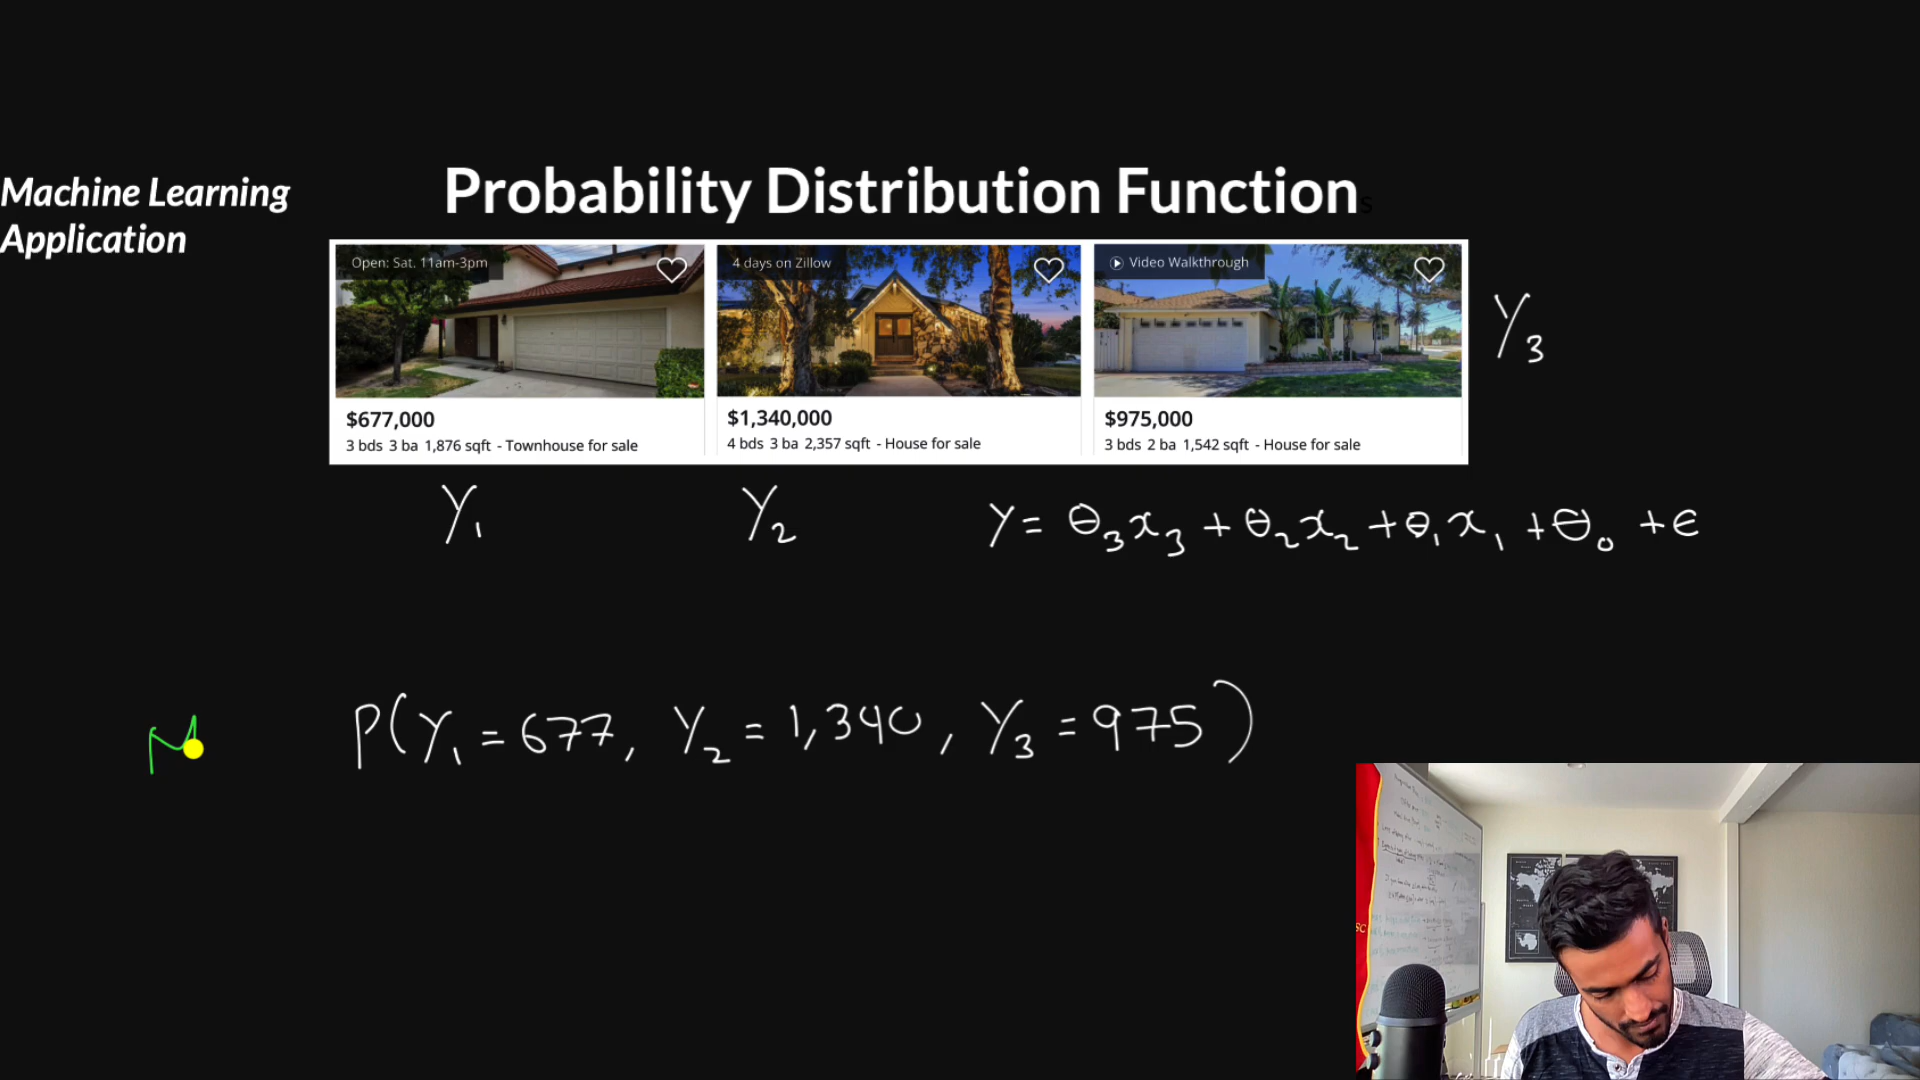 Machine Learning
Application
Probability Distribution Functions
Open: Sat. 11am-3pm
$677,000
3 bds 3 ba 1,876 sqft - Townhouse for sale
4 days on Zillow
$1,340,000
4 bds 3 ba 2,357 sqft - House for sale
Video Walkthrough
$975,000
3 bds 2 ba 1,542 sqft - House for sale
Y₃
Y₁
Y₂
Y = θ₃x₃ + θ₂x₂ + θ₁x₁ + θ₀ + ϵ
P(Y₁ = 677, Y₂ = 1,340, Y₃ = 975)
SC